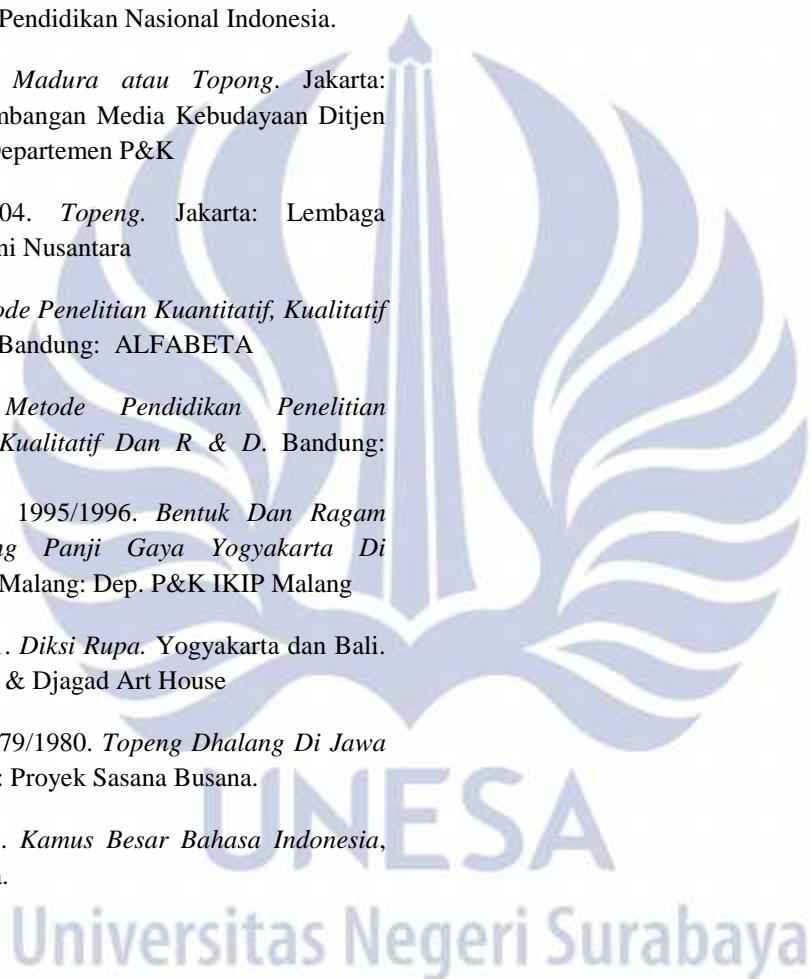 Pendidikan Nasional Indonesia.
Madura atau Topong. Jakarta:
mbangan Media Kebudayaan Ditjen
Departemen P&K
04. Topeng. Jakarta: Lembaga
ni Nusantara
ode Penelitian Kuantitatif, Kualitatif
Bandung: ALFABETA
Metode Pendidikan Penelitian
Kualitatif Dan R & D. Bandung:
1995/1996. Bentuk Dan Ragam
ng Panji Gaya Yogyakarta Di
Malang: Dep. P&K IKIP Malang
. Diksi Rupa. Yogyakarta dan Bali.
& Djagad Art House
79/1980. Topeng Dhalang Di Jawa
: Proyek Sasana Busana.
. Kamus Besar Bahasa Indonesia,
a.
UNESA
Universitas Negeri Surabaya